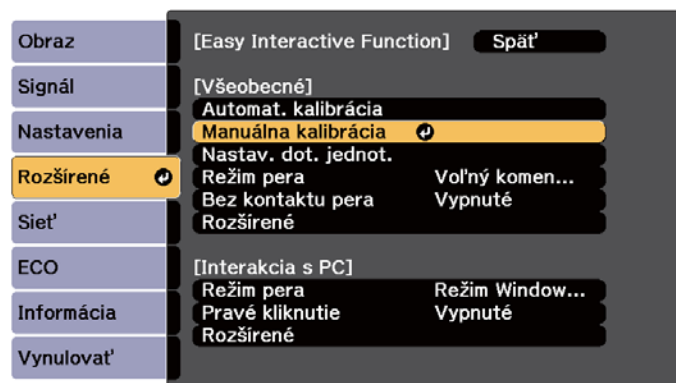 Obraz
Signál
Nastavenia
Rozšírené
Sieť
ECO
Informácia
Vynulovať
[Easy Interactive Function] Späť
[Všeobecné]
Automat. kalibrácia
Manuálna kalibrácia
Nastav. dot. jednot.
Režim pera Voľný komen...
Bez kontaktu pera Vypnuté
Rozšírené
[Interakcia s PC]
Režim pera Režim Window...
Pravé kliknutie Vypnuté
Rozšírené